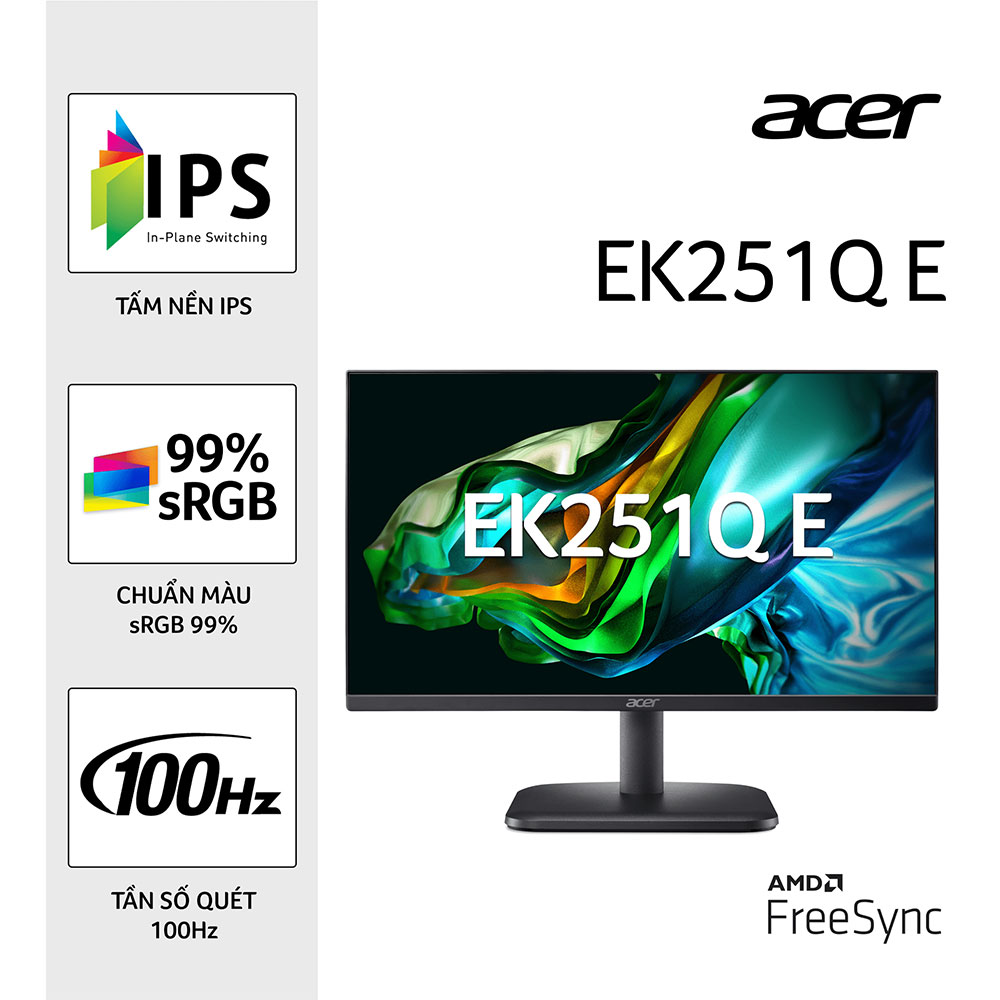 IPS
In-Plane Switching
TẤM NỀN IPS
99%
sRGB
CHUẨN MÀU
sRGB 99%
100Hz
TẦN SỐ QUÉT
100Hz
acer
EK251Q E
EK251Q E
acer
AMD
FreeSync